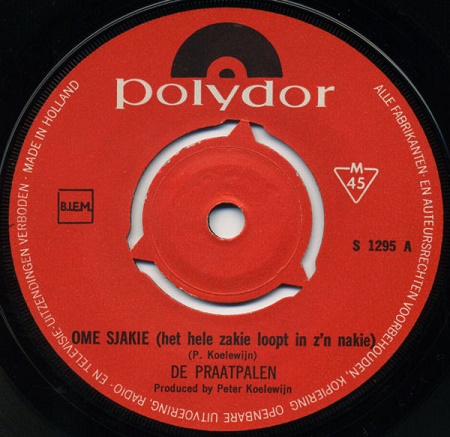 polydor
B.I.E.M.
M
45
S 1295 A
OME SJAKIE (het hele zakie loopt in z'n nakie)
(P. Koelewijn)
DE PRAATPALEN
Produced by Peter Koelewijn
ALLE FABRIKANTEN- EN AUTEURSRECHTEN VOORBEHOUDEN, KOPIERING OPENBARE UITVOERING, RADIO- EN TELEVISIE-UITZENDINGEN VERBODEN · MADE IN HOLLAND